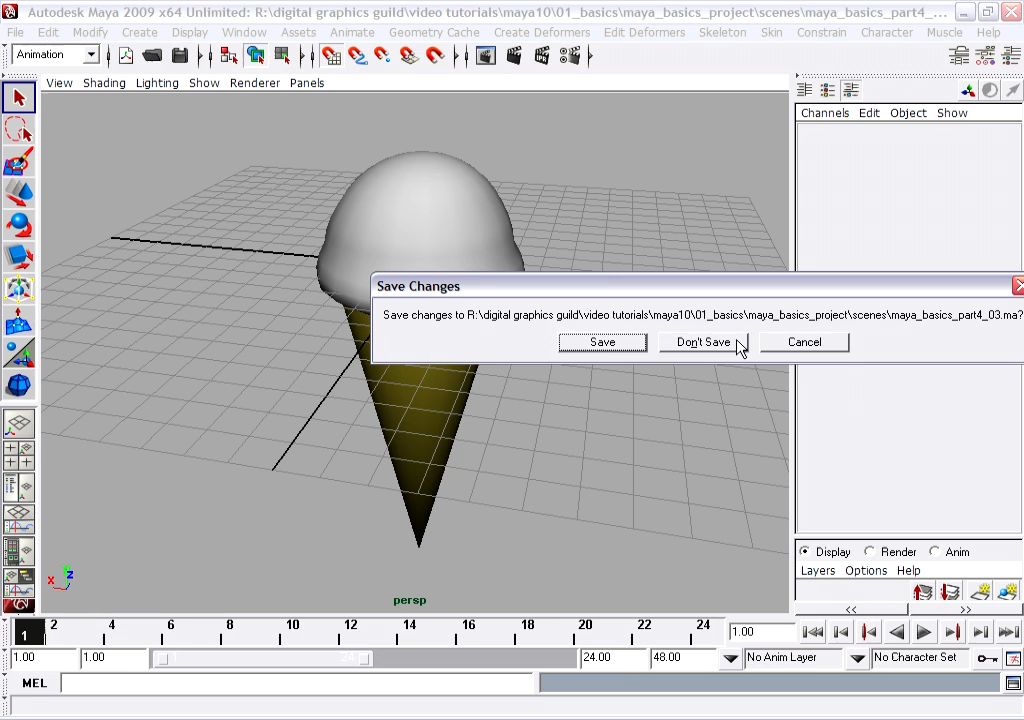 Autodesk Maya 2009 x64 Unlimited: R:\digital graphics guild\video tutorials\maya10\01_basics\maya_basics_project\scenes\maya_basics_part4_...
File Edit Modify Create Display Window Assets Animate Geometry Cache Create Deformers Edit Deformers Skeleton Skin Constrain Character Muscle Help
Animation
View Shading Lighting Show Renderer Panels
Channels Edit Object Show
Save Changes
Save changes to R:\digital graphics guild\video tutorials\maya10\01_basics\maya_basics_project\scenes\maya_basics_part4_03.ma?
Save Don't Save Cancel
Display Render Anim
Layers Options Help
x y z
persp
<< >>
1 2 4 6 8 10 12 14 16 18 20 22 24 1.00
1.00 1.00 1 24 24.00 48.00 No Anim Layer No Character Set
MEL